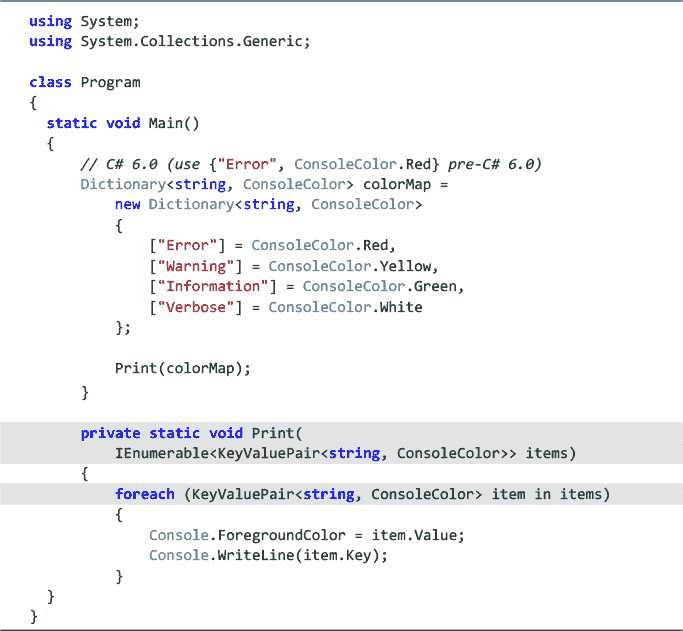 using System;
using System.Collections.Generic;

class Program
{
  static void Main()
  {
      // C# 6.0 (use {"Error", ConsoleColor.Red} pre-C# 6.0)
      Dictionary<string, ConsoleColor> colorMap =
          new Dictionary<string, ConsoleColor>
          {
              ["Error"] = ConsoleColor.Red,
              ["Warning"] = ConsoleColor.Yellow,
              ["Information"] = ConsoleColor.Green,
              ["Verbose"] = ConsoleColor.White
          };

          Print(colorMap);
      }

      private static void Print(
          IEnumerable<KeyValuePair<string, ConsoleColor>> items)
      {
          foreach (KeyValuePair<string, ConsoleColor> item in items)
          {
              Console.ForegroundColor = item.Value;
              Console.WriteLine(item.Key);
          }
  }
}